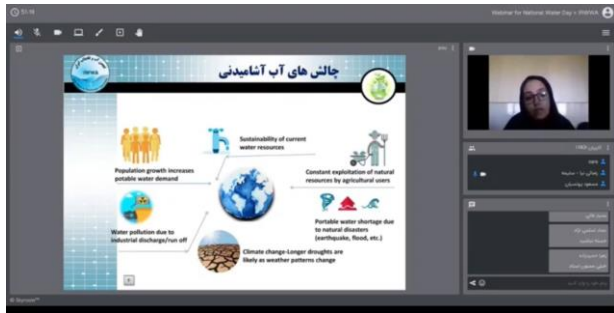 51:14
Webinar for National Water Day - IRWWA
چالش های آب آشامیدنی
Sustainability of current
water resources
Population growth increases
potable water demand
Constant exploitation of natural
resources by agricultural users
Water pollution due to
industrial discharge/run off
Portable water shortage due
to natural disasters
(earthquake, flood, etc.)
Climate change-Longer droughts are
likely as weather patterns change